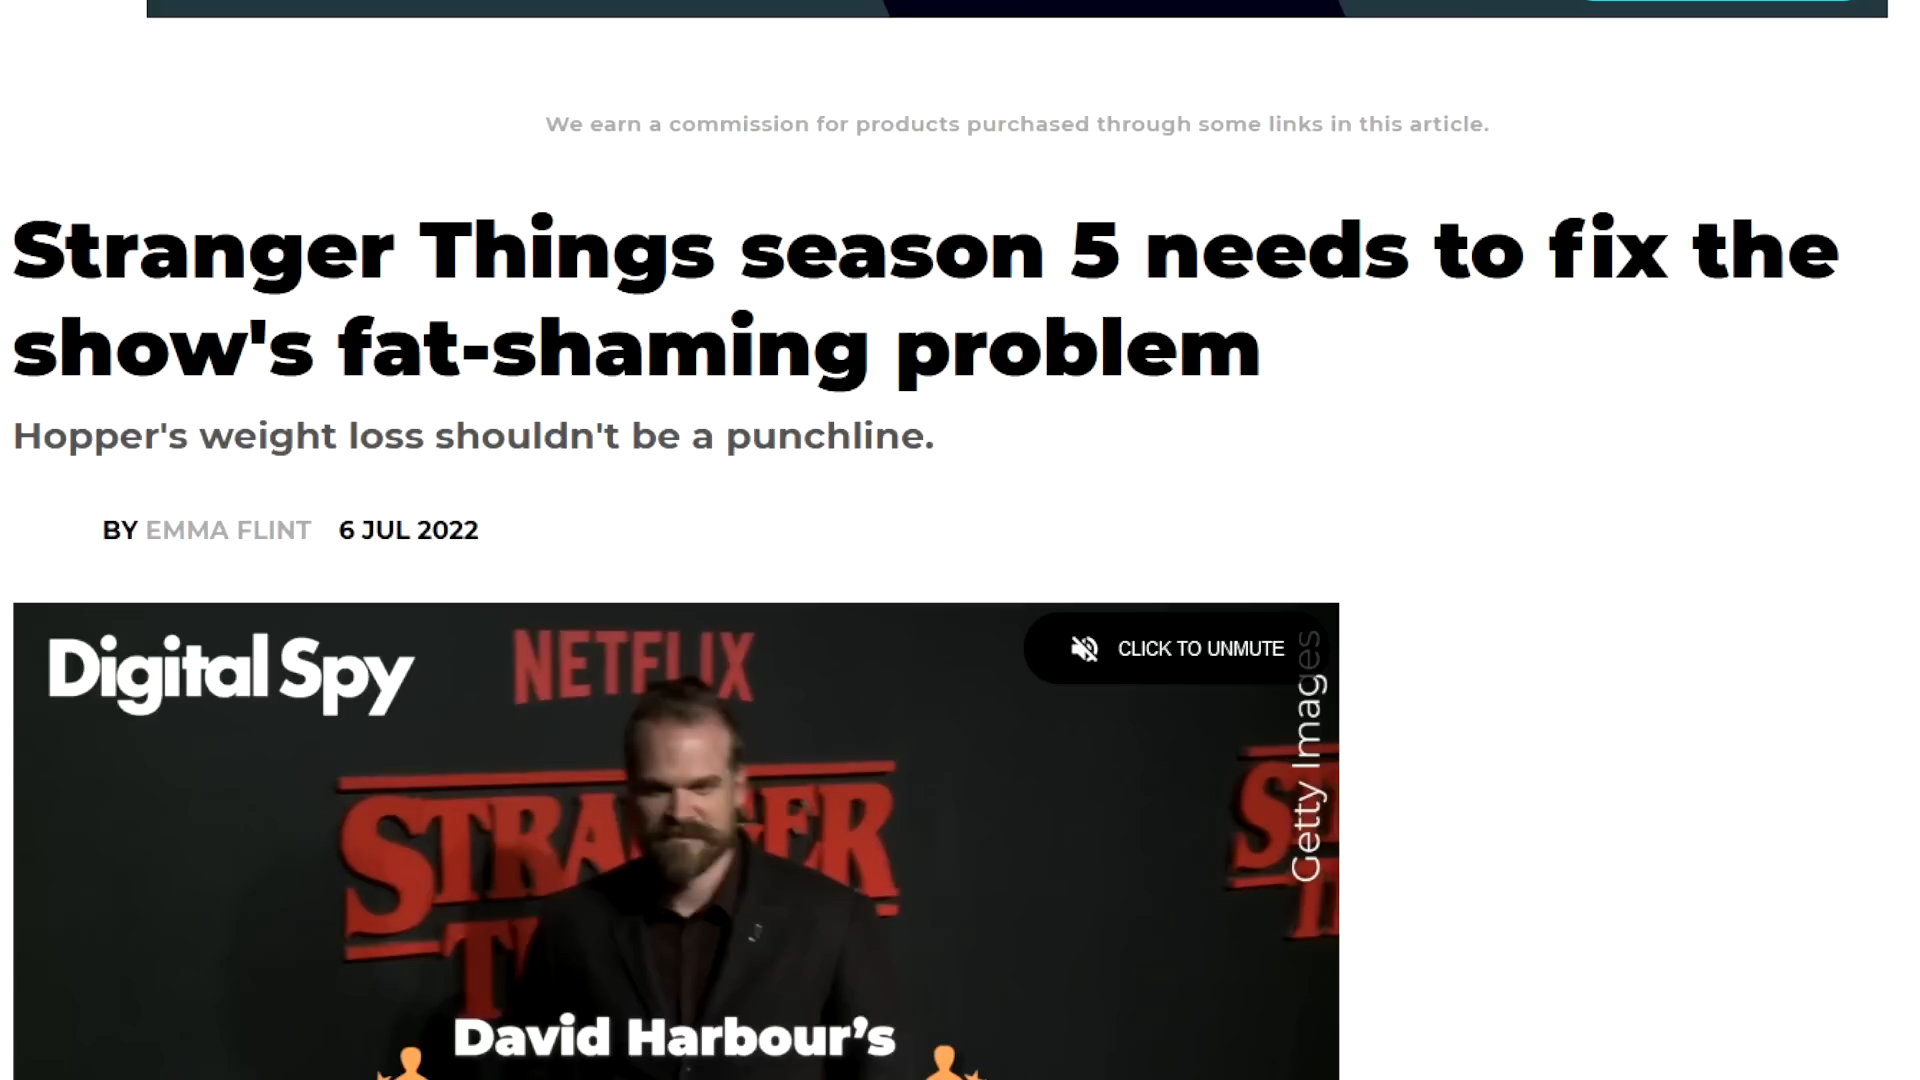 We earn a commission for products purchased through some links in this article.
Stranger Things season 5 needs to fix the
show's fat-shaming problem
Hopper's weight loss shouldn't be a punchline.
BY EMMA FLINT 6 JUL 2022
Digital Spy
NETFLIX
CLICK TO UNMUTE
Getty Images
STRANGER
David Harbour's